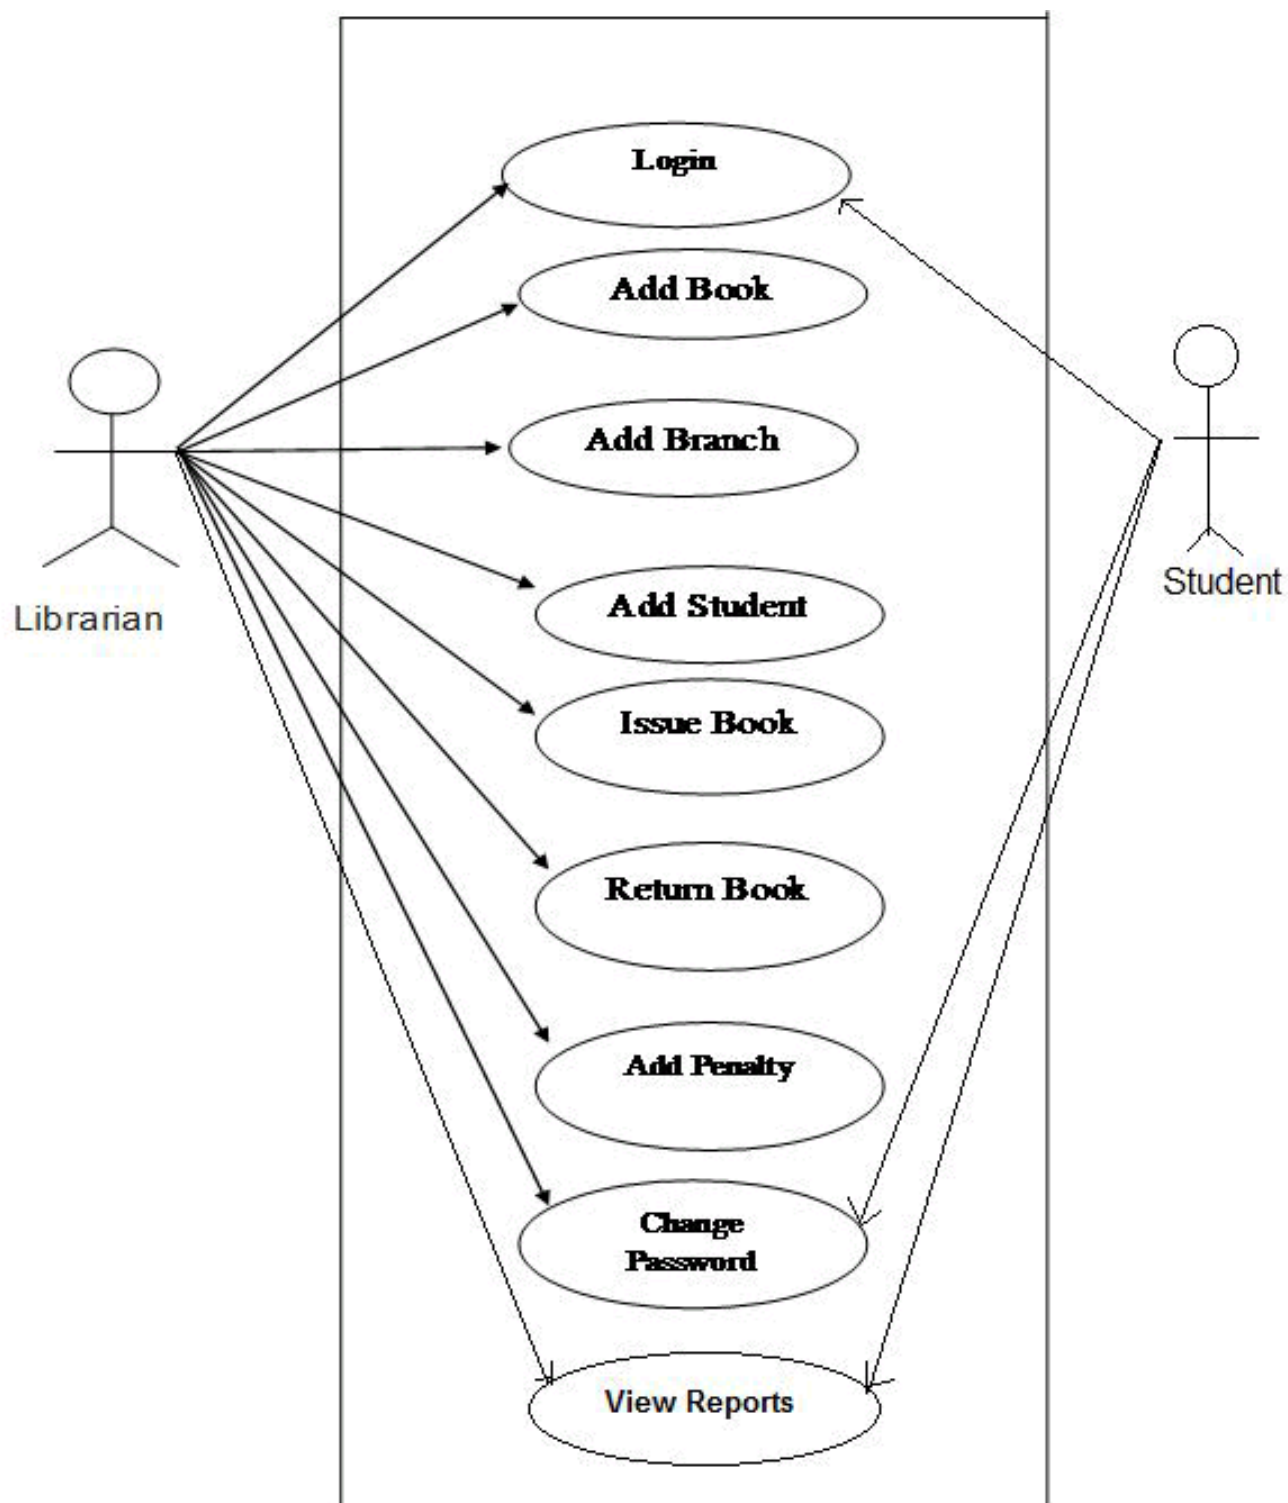 Login
Add Book
Add Branch
Add Student
Issue Book
Return Book
Add Penalty
Change
Password
View Reports
Librarian
Student